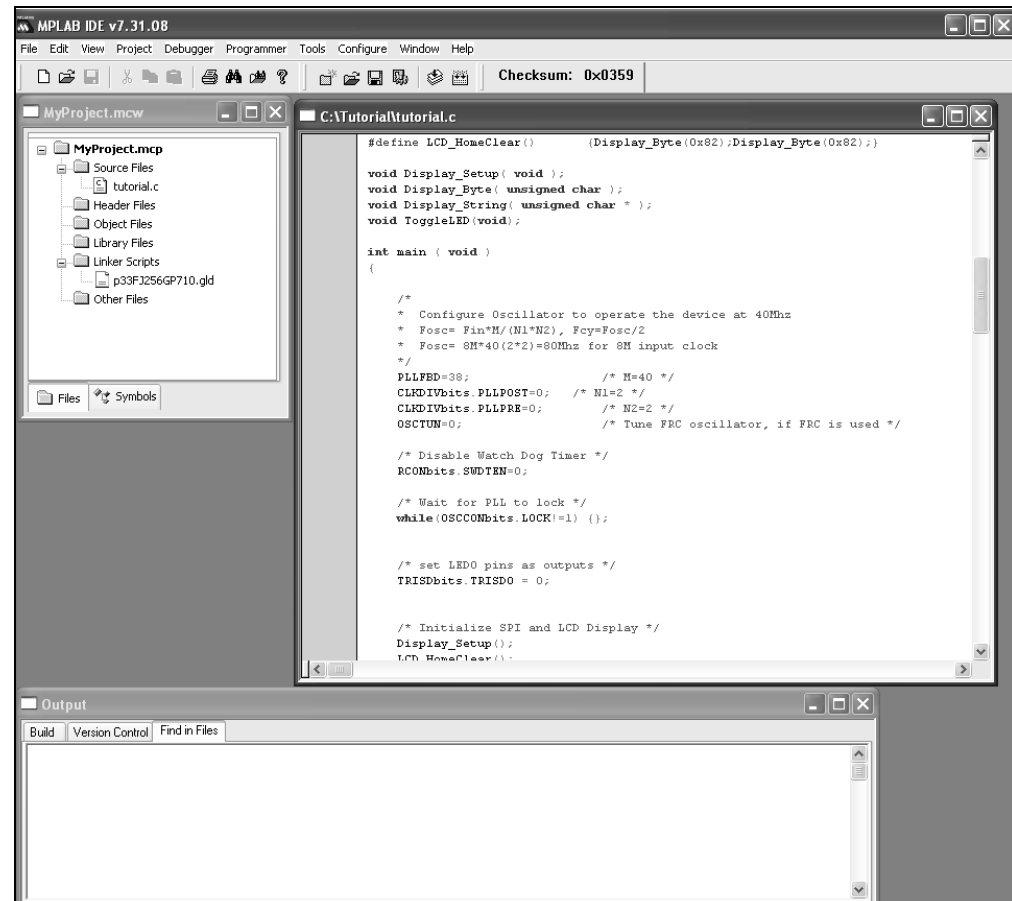 MPLAB IDE v7.31.08
File Edit View Project Debugger Programmer Tools Configure Window Help
Checksum: 0x0359
MyProject.mcw
MyProject.mcp
Source Files
tutorial.c
Header Files
Object Files
Library Files
Linker Scripts
p33FJ256GP710.gld
Other Files
Files Symbols
C:\Tutorial\tutorial.c
#define LCD_HomeClear() {Display_Byte(0x82);Display_Byte(0x82);}
void Display_Setup( void );
void Display_Byte( unsigned char );
void Display_String( unsigned char * );
void ToggleLED(void);
int main ( void )
{
/*
* Configure Oscillator to operate the device at 40Mhz
* Fosc= Fin*M/(N1*N2), Fcy=Fosc/2
* Fosc= 8M*40(2*2)=80Mhz for 8M input clock
*/
PLLFBD=38; /* M=40 */
CLKDIVbits.PLLPOST=0; /* N1=2 */
CLKDIVbits.PLLPRE=0; /* N2=2 */
OSCTUN=0; /* Tune FRC oscillator, if FRC is used */
/* Disable Watch Dog Timer */
RCONbits.SWDTEN=0;
/* Wait for PLL to lock */
while(OSCCONbits.LOCK!=1) {};
/* set LED0 pins as outputs */
TRISDbits.TRISD0 = 0;
/* Initialize SPI and LCD Display */
Display_Setup();
LCD_HomeClear();
Output
Build Version Control Find in Files